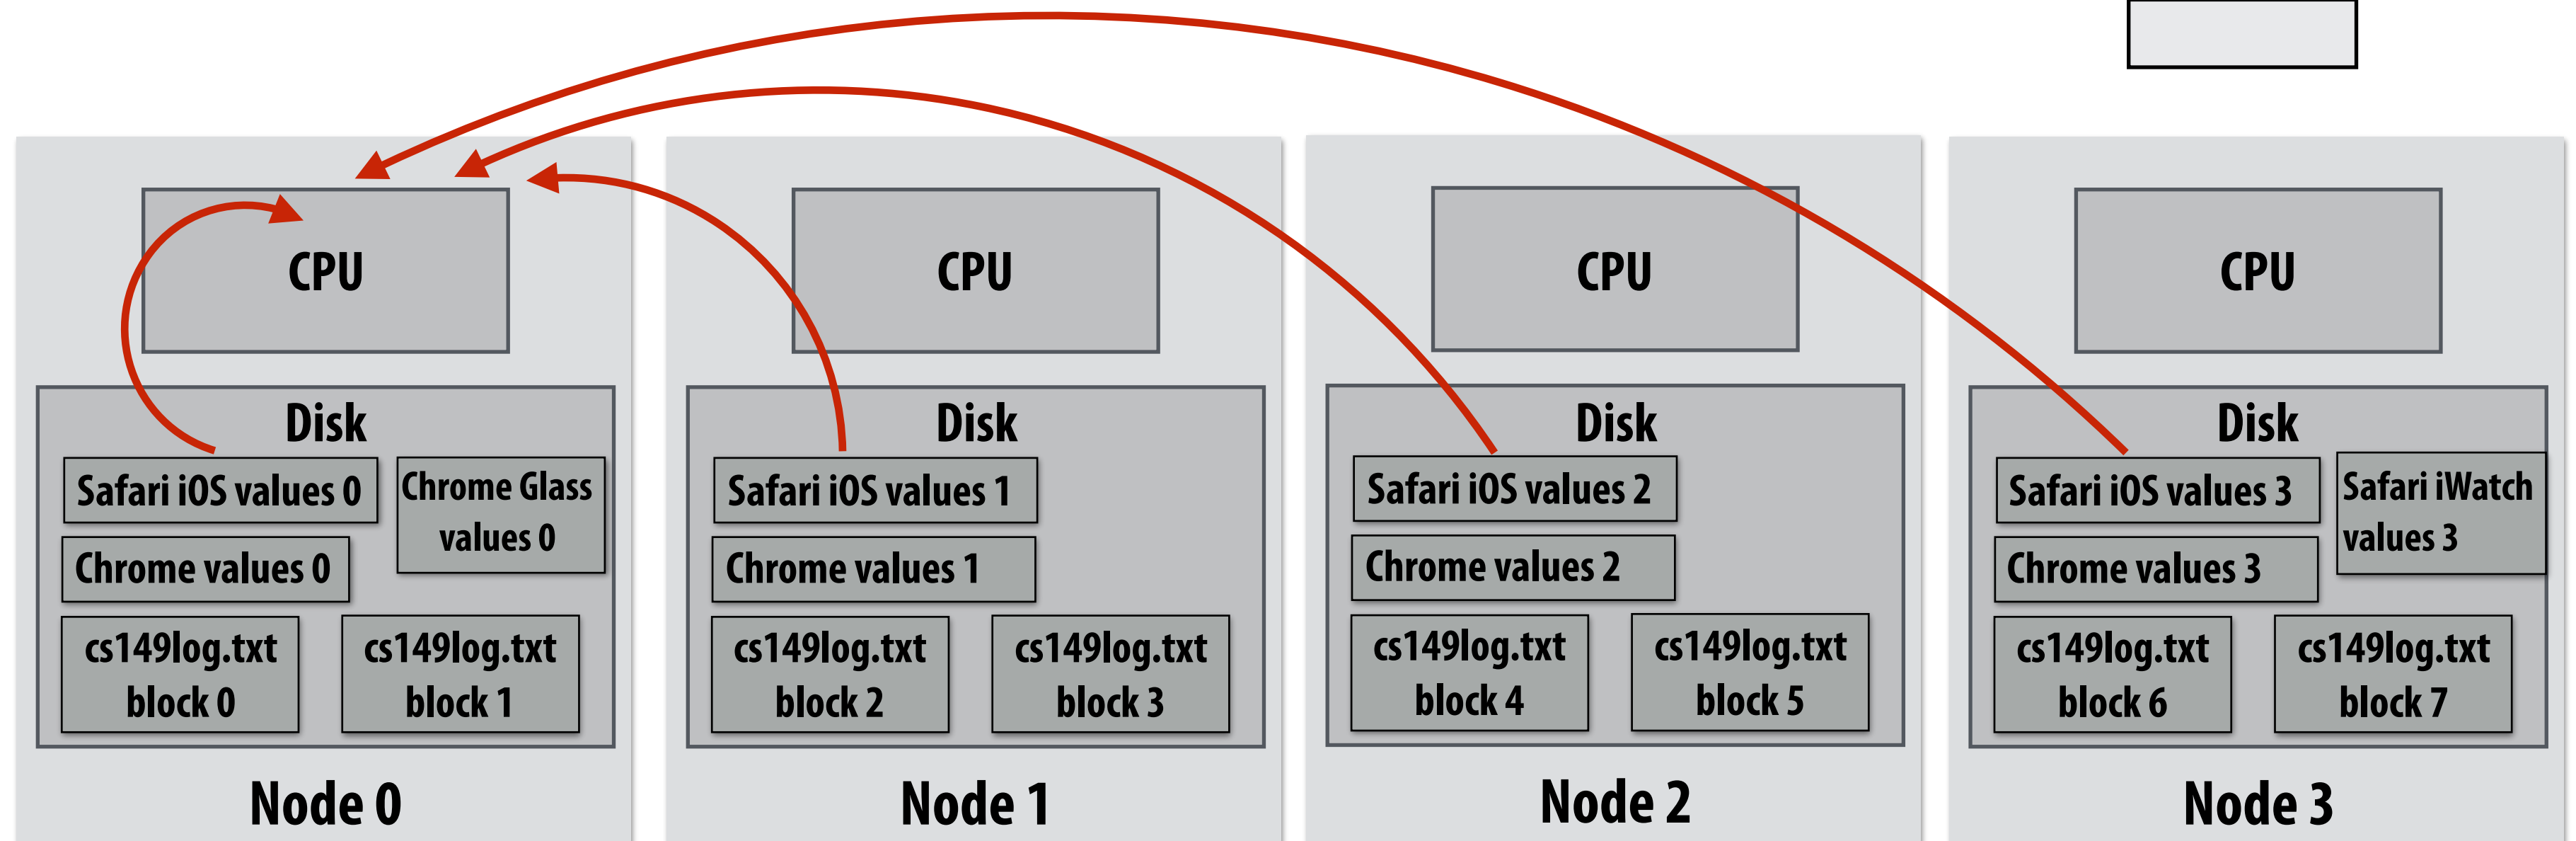 CPU
Disk
Safari iOS values 0
Chrome Glass
values 0
Chrome values 0
cs149log.txt
block 0
cs149log.txt
block 1
Node 0
CPU
Disk
Safari iOS values 1
Chrome values 1
cs149log.txt
block 2
cs149log.txt
block 3
Node 1
CPU
Disk
Safari iOS values 2
Chrome values 2
cs149log.txt
block 4
cs149log.txt
block 5
Node 2
CPU
Disk
Safari iOS values 3
Safari iWatch
values 3
Chrome values 3
cs149log.txt
block 6
cs149log.txt
block 7
Node 3